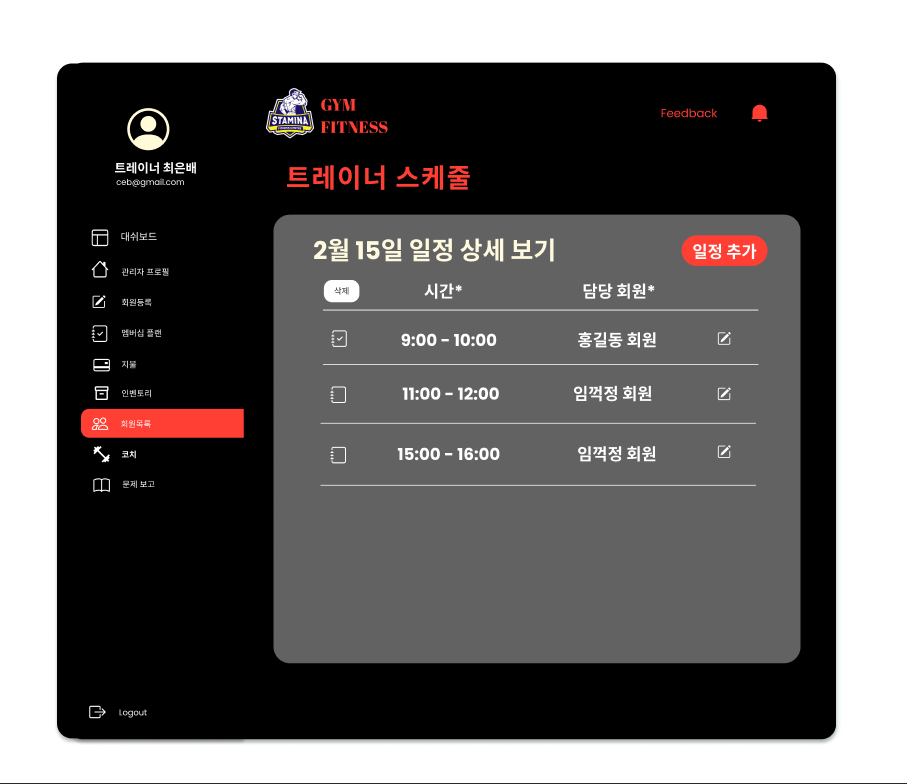 STAMINA
GYM
FITNESS
Feedback
트레이너 최은배
ceb@gmail.com
트레이너 스케줄
대쉬보드
관리자 프로필
회원등록
멤버십 플랜
지불
인벤토리
회원목록
코치
문제 보고
Logout
2월 15일 일정 상세 보기
일정 추가
삭제 시간* 담당 회원*
9:00 - 10:00 홍길동 회원
11:00 - 12:00 임꺽정 회원
15:00 - 16:00 임꺽정 회원